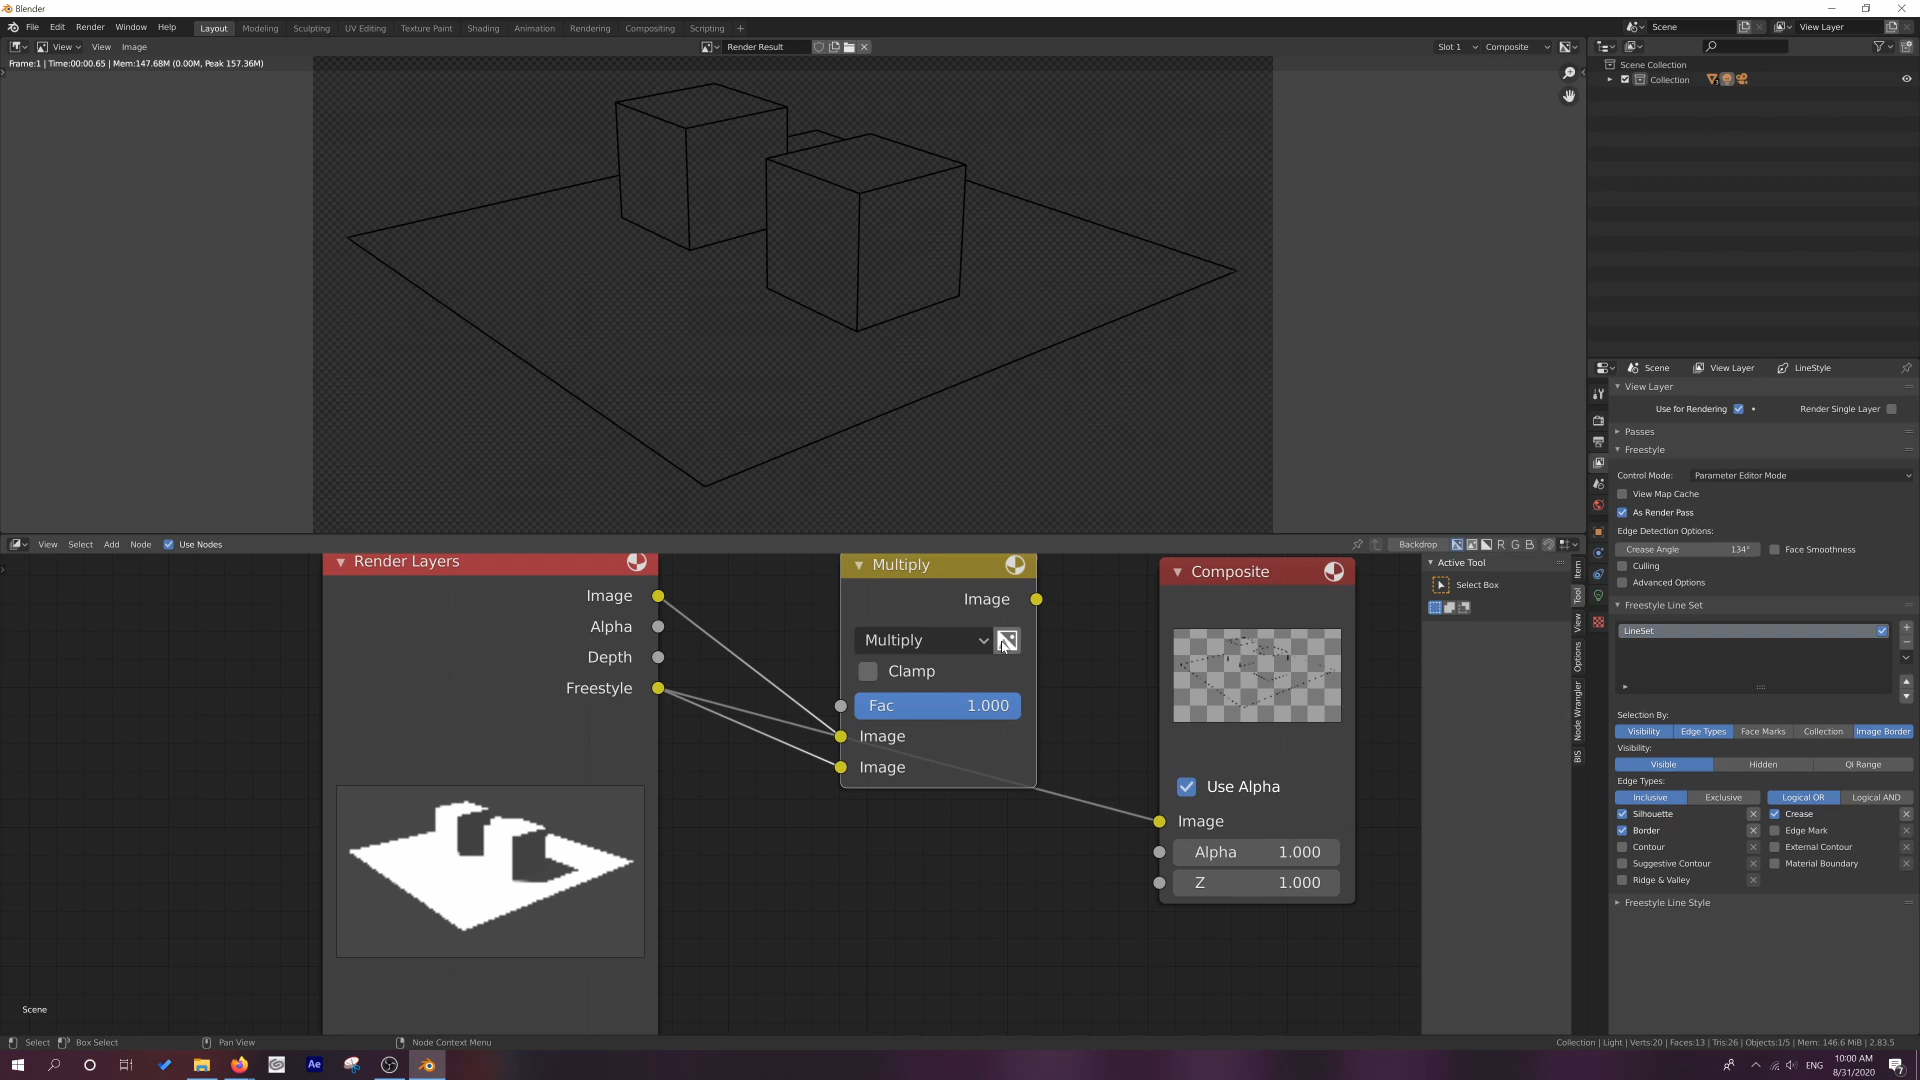 Blender
File Edit Render Window Help Layout Modeling Sculpting UV Editing Texture Paint Shading Animation Rendering Compositing Scripting + Scene View Layer
View View Image Render Result Slot 1 Composite
Frame:1 | Time:00:00.65 | Mem:147.68M (0.00M, Peak 157.36M)
Scene Collection
Collection
Scene View Layer LineStyle
View Layer
Use for Rendering Render Single Layer
Passes
Freestyle
Control Mode: Parameter Editor Mode
View Map Cache
As Render Pass
Edge Detection Options:
Crease Angle 134° Face Smoothness
Culling
Advanced Options
Freestyle Line Set
LineSet
Selection By:
Visibility Edge Types Face Marks Collection Image Border
Visibility:
Visible Hidden QI Range
Edge Types:
Inclusive Exclusive Logical OR Logical AND
Silhouette Crease
Border Edge Mark
Contour External Contour
Suggestive Contour Material Boundary
Ridge & Valley
Freestyle Line Style
View Select Add Node Use Nodes Backdrop R G B
Render Layers
Image
Alpha
Depth
Freestyle
Multiply
Image
Multiply
Clamp
Fac 1.000
Image
Image
Composite
Use Alpha
Image
Alpha 1.000
Z 1.000
Active Tool
Select Box
Item
Tool
View
Options
Node Wrangler
BIS
Scene
Select Box Select Pan View Node Context Menu Collection | Light | Verts:20 | Faces:13 | Tris:26 | Objects:1/5 | Mem: 146.6 MiB | 2.83.5
Ae ENG 10:00 AM
8/31/2020
7